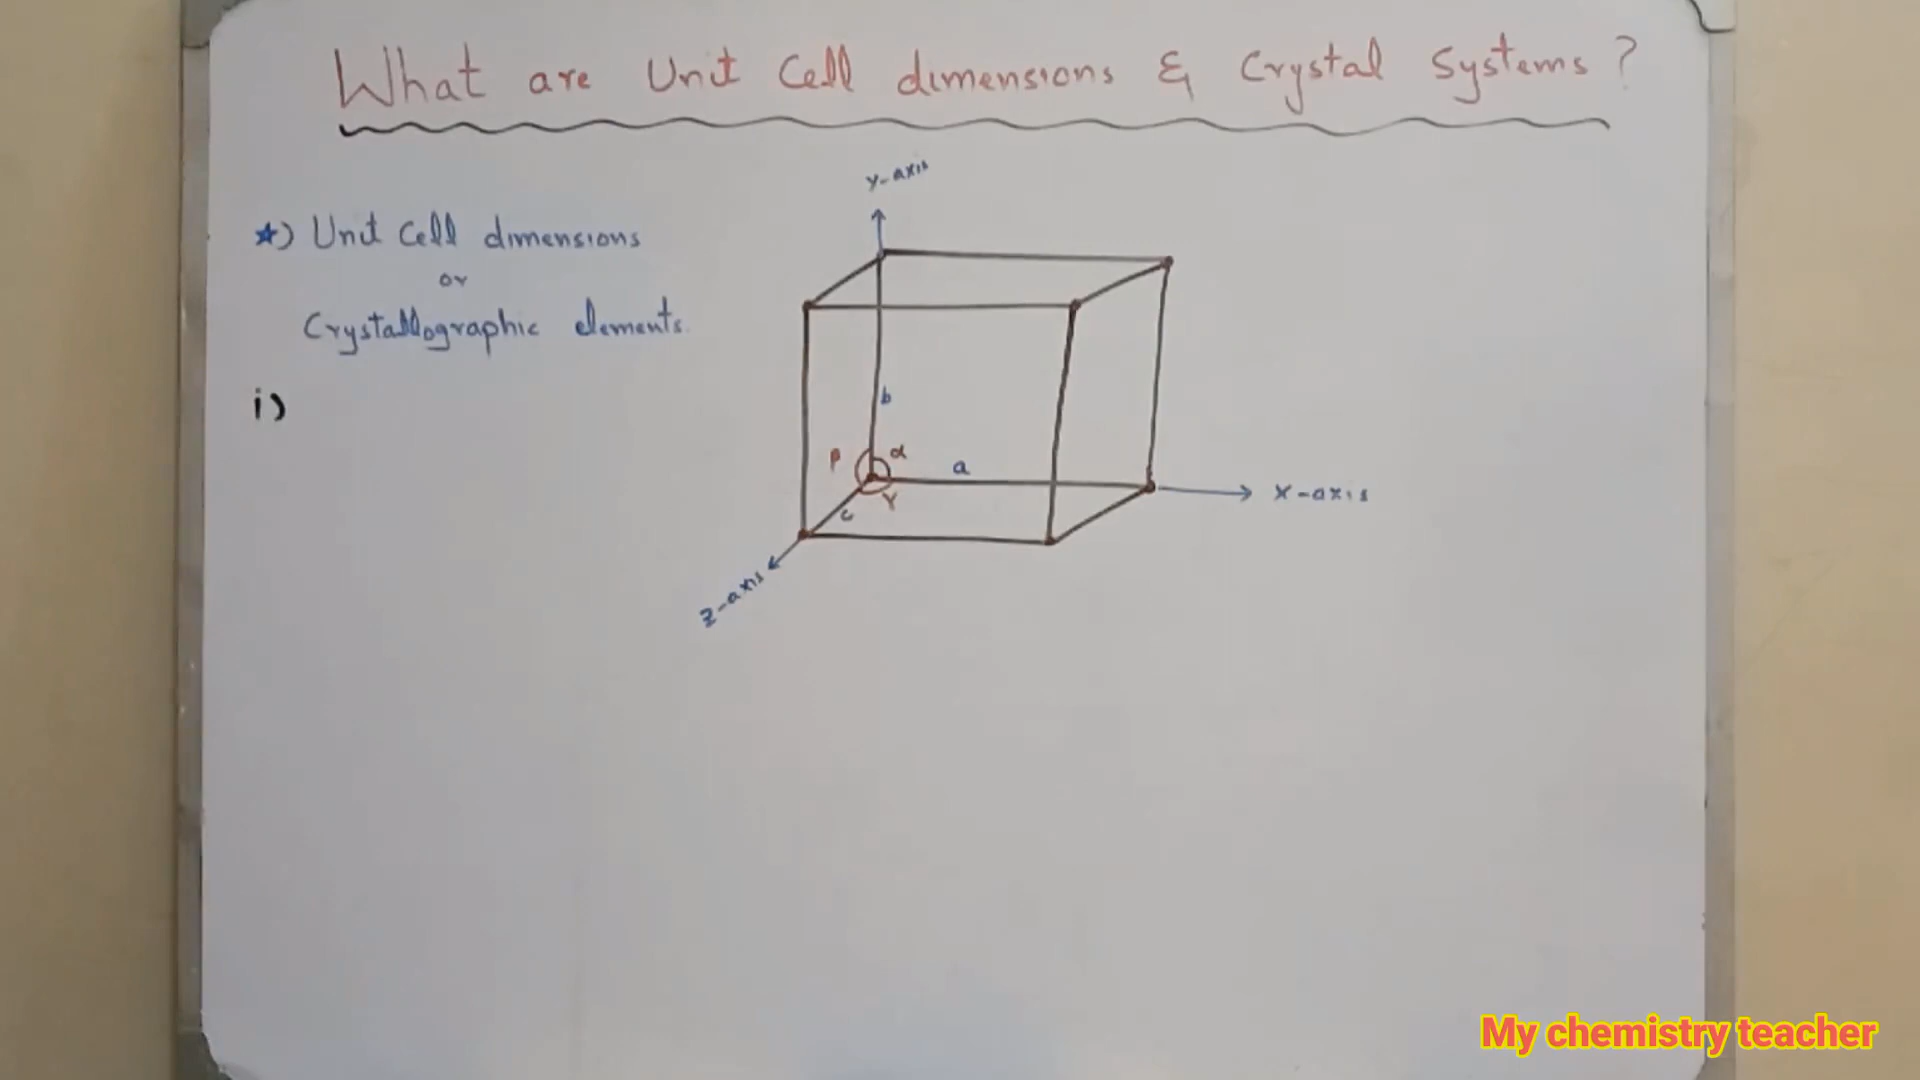 What are Unit Cell dimensions & Crystal Systems ?
Y-axis
★) Unit Cell dimensions
or
Crystallographic elements.
i)
b
β
α
a
γ
c
X-axis
Z-axis
My chemistry teacher